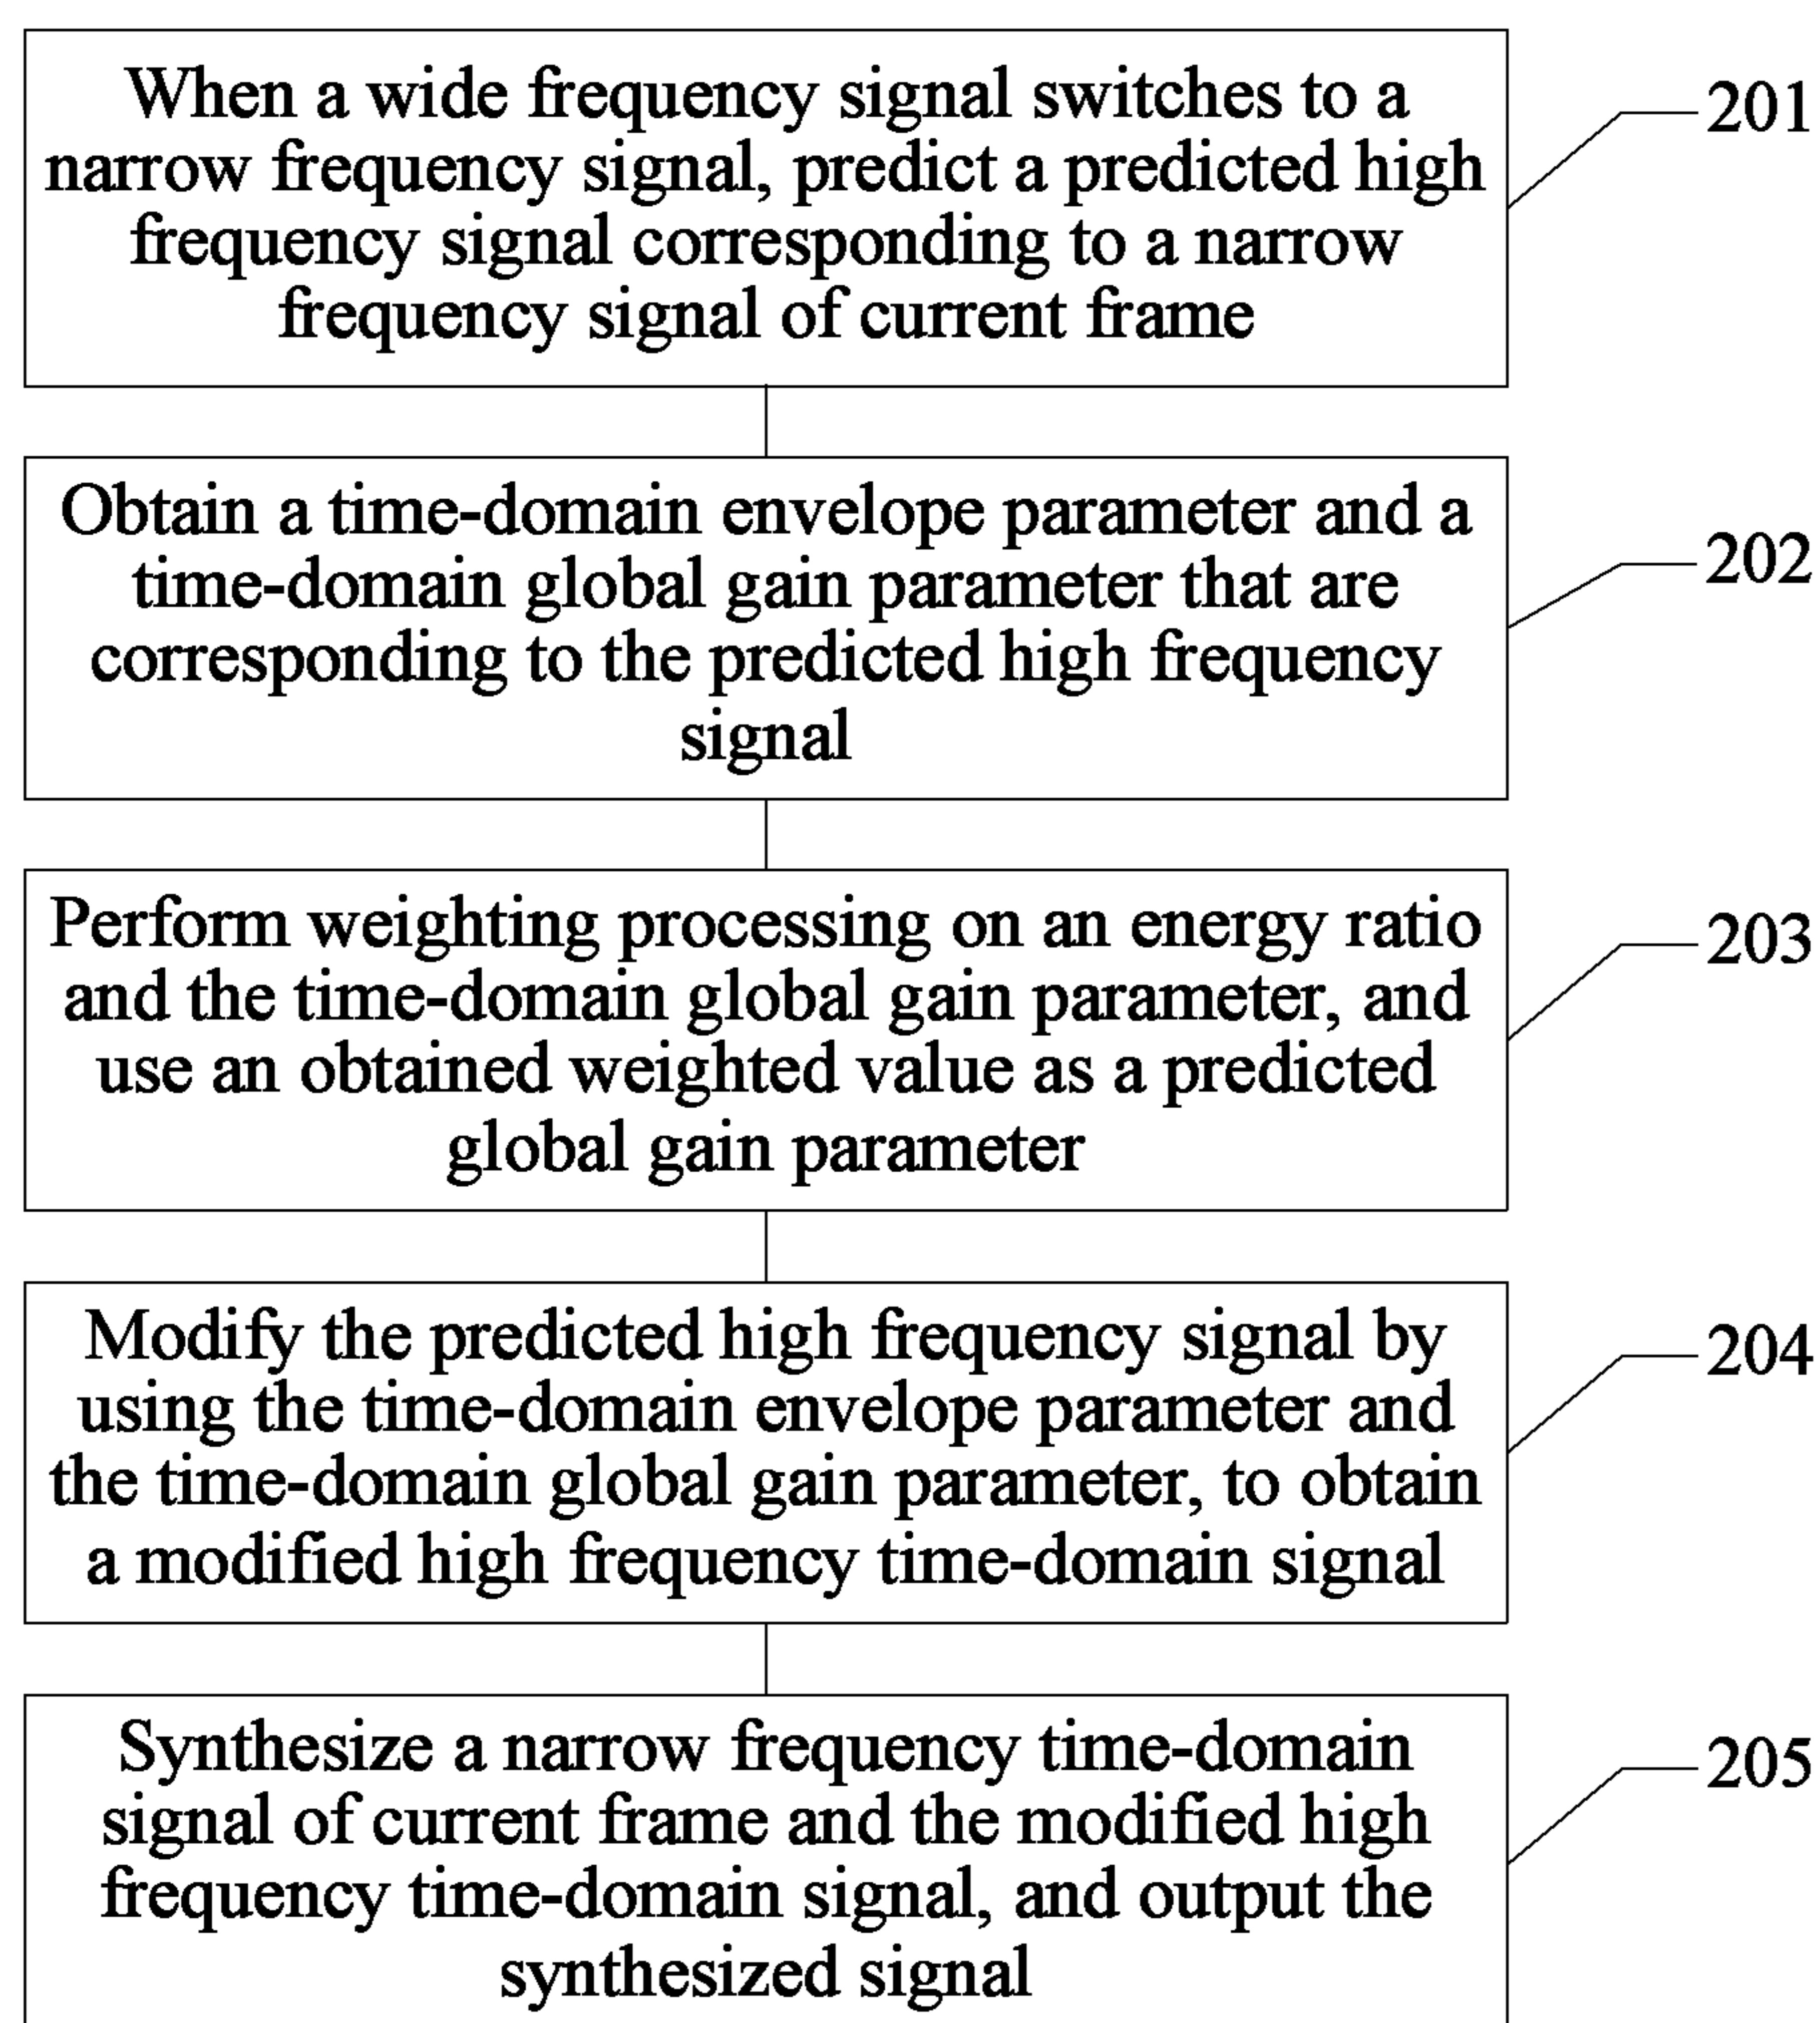 When a wide frequency signal switches to a
narrow frequency signal, predict a predicted high
frequency signal corresponding to a narrow
frequency signal of current frame
201
Obtain a time-domain envelope parameter and a
time-domain global gain parameter that are
corresponding to the predicted high frequency
signal
202
Perform weighting processing on an energy ratio
and the time-domain global gain parameter, and
use an obtained weighted value as a predicted
global gain parameter
203
Modify the predicted high frequency signal by
using the time-domain envelope parameter and
the time-domain global gain parameter, to obtain
a modified high frequency time-domain signal
204
Synthesize a narrow frequency time-domain
signal of current frame and the modified high
frequency time-domain signal, and output the
synthesized signal
205